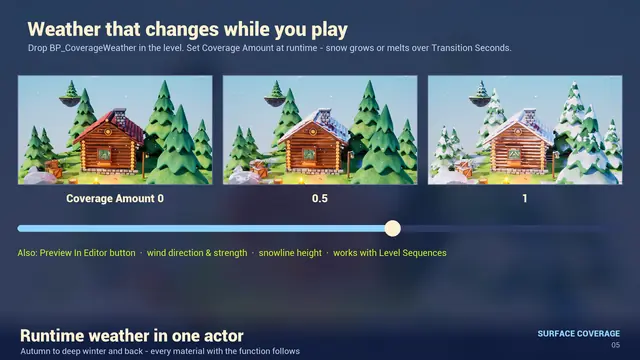 Weather that changes while you play
Drop BP_CoverageWeather in the level. Set Coverage Amount at runtime - snow grows or melts over Transition Seconds.
Coverage Amount 0
0.5
1
Also: Preview In Editor button · wind direction & strength · snowline height · works with Level Sequences
Runtime weather in one actor
Autumn to deep winter and back - every material with the function follows
SURFACE COVERAGE
05